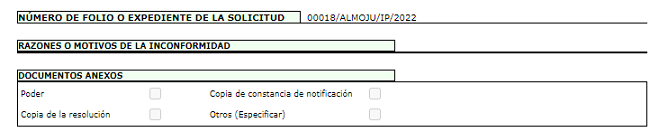 NÚMERO DE FOLIO O EXPEDIENTE DE LA SOLICITUD 00018/ALMOJU/IP/2022
RAZONES O MOTIVOS DE LA INCONFORMIDAD
DOCUMENTOS ANEXOS
Poder Copia de constancia de notificación
Copia de la resolución Otros (Especificar)